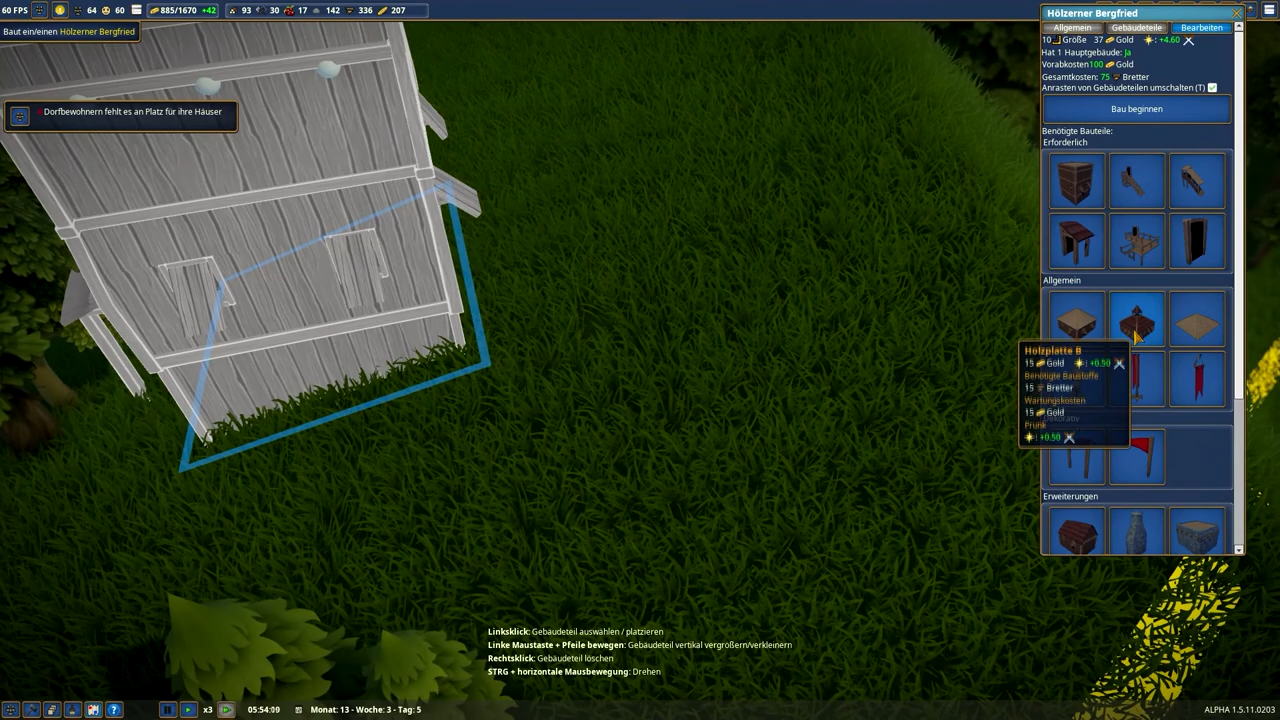 60 FPS
64
60
885/1670 +42
93
30
17
142
336
207
Baut ein/einen Hölzerner Bergfried
Dorfbewohnern fehlt es an Platz für ihre Häuser
Hölzerner Bergfried
Allgemein
Gebäudeteile
Bearbeiten
10 Größe 37 Gold : +4.60
Hat 1 Hauptgebäude: Ja
Vorabkosten100 Gold
Gesamtkosten: 75 Bretter
Anrasten von Gebäudeteilen umschalten (T)
Bau beginnen
Benötigte Bauteile:
Erforderlich
Allgemein
Holzplatte B
15 Gold : +0.50
Benötigte Baustoffe
15 Bretter
Wartungskosten
15 Gold
Prunk
: +0.50
Erweiterungen
Linksklick: Gebäudeteil auswählen / platzieren
Linke Maustaste + Pfeile bewegen: Gebäudeteil vertikal vergrößern/verkleinern
Rechtsklick: Gebäudeteil löschen
STRG + horizontale Mausbewegung: Drehen
x3
05:54:09
Monat: 13 - Woche: 3 - Tag: 5
ALPHA 1.5.11.0203